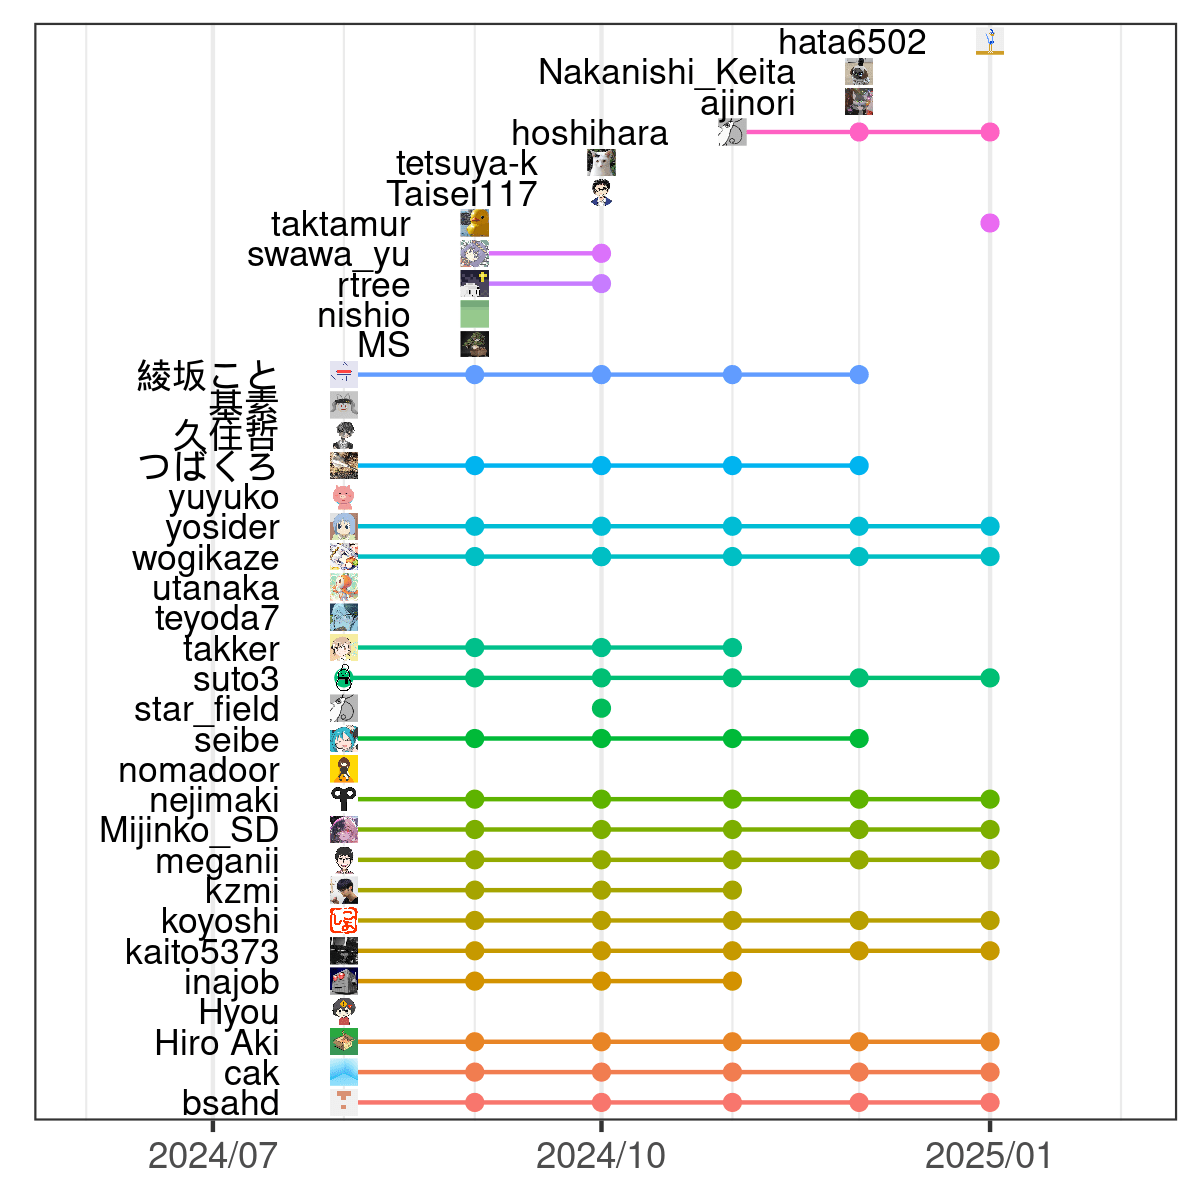 hata6502
Nakanishi_Keita
ajinori
hoshihara
tetsuya-k
Taisei117
taktamur
swawa_yu
rtree
nishio
MS
綾坂こと
基素
久住哲
つばくろ
yuyuko
yosider
wogikaze
utanaka
teyoda7
takker
suto3
star_field
seibe
nomadoor
nejimaki
Mijinko_SD
meganii
kzmi
koyoshi
kaito5373
inajob
Hyou
Hiro Aki
cak
bsahd
2024/07 2024/10 2025/01